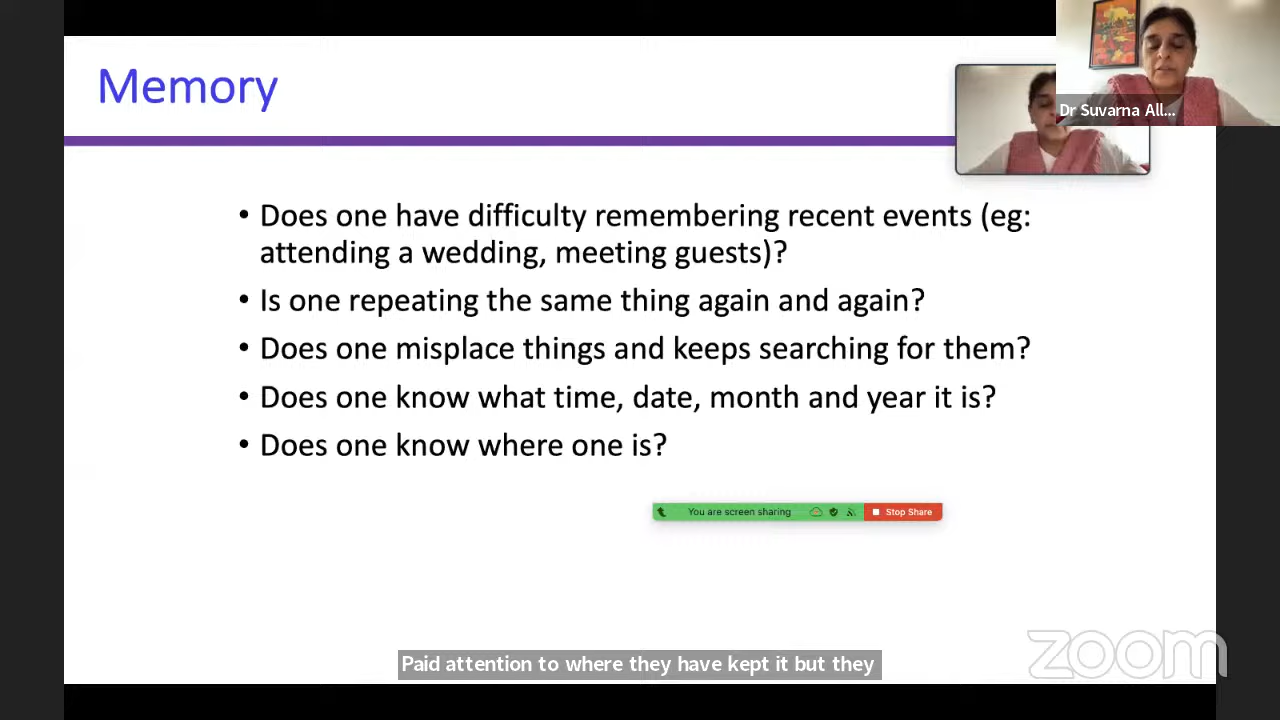 Memory
Dr Suvarna All...
• Does one have difficulty remembering recent events (eg:
attending a wedding, meeting guests)?
• Is one repeating the same thing again and again?
• Does one misplace things and keeps searching for them?
• Does one know what time, date, month and year it is?
• Does one know where one is?
You are screen sharing
Stop Share
Paid attention to where they have kept it but they
zoom